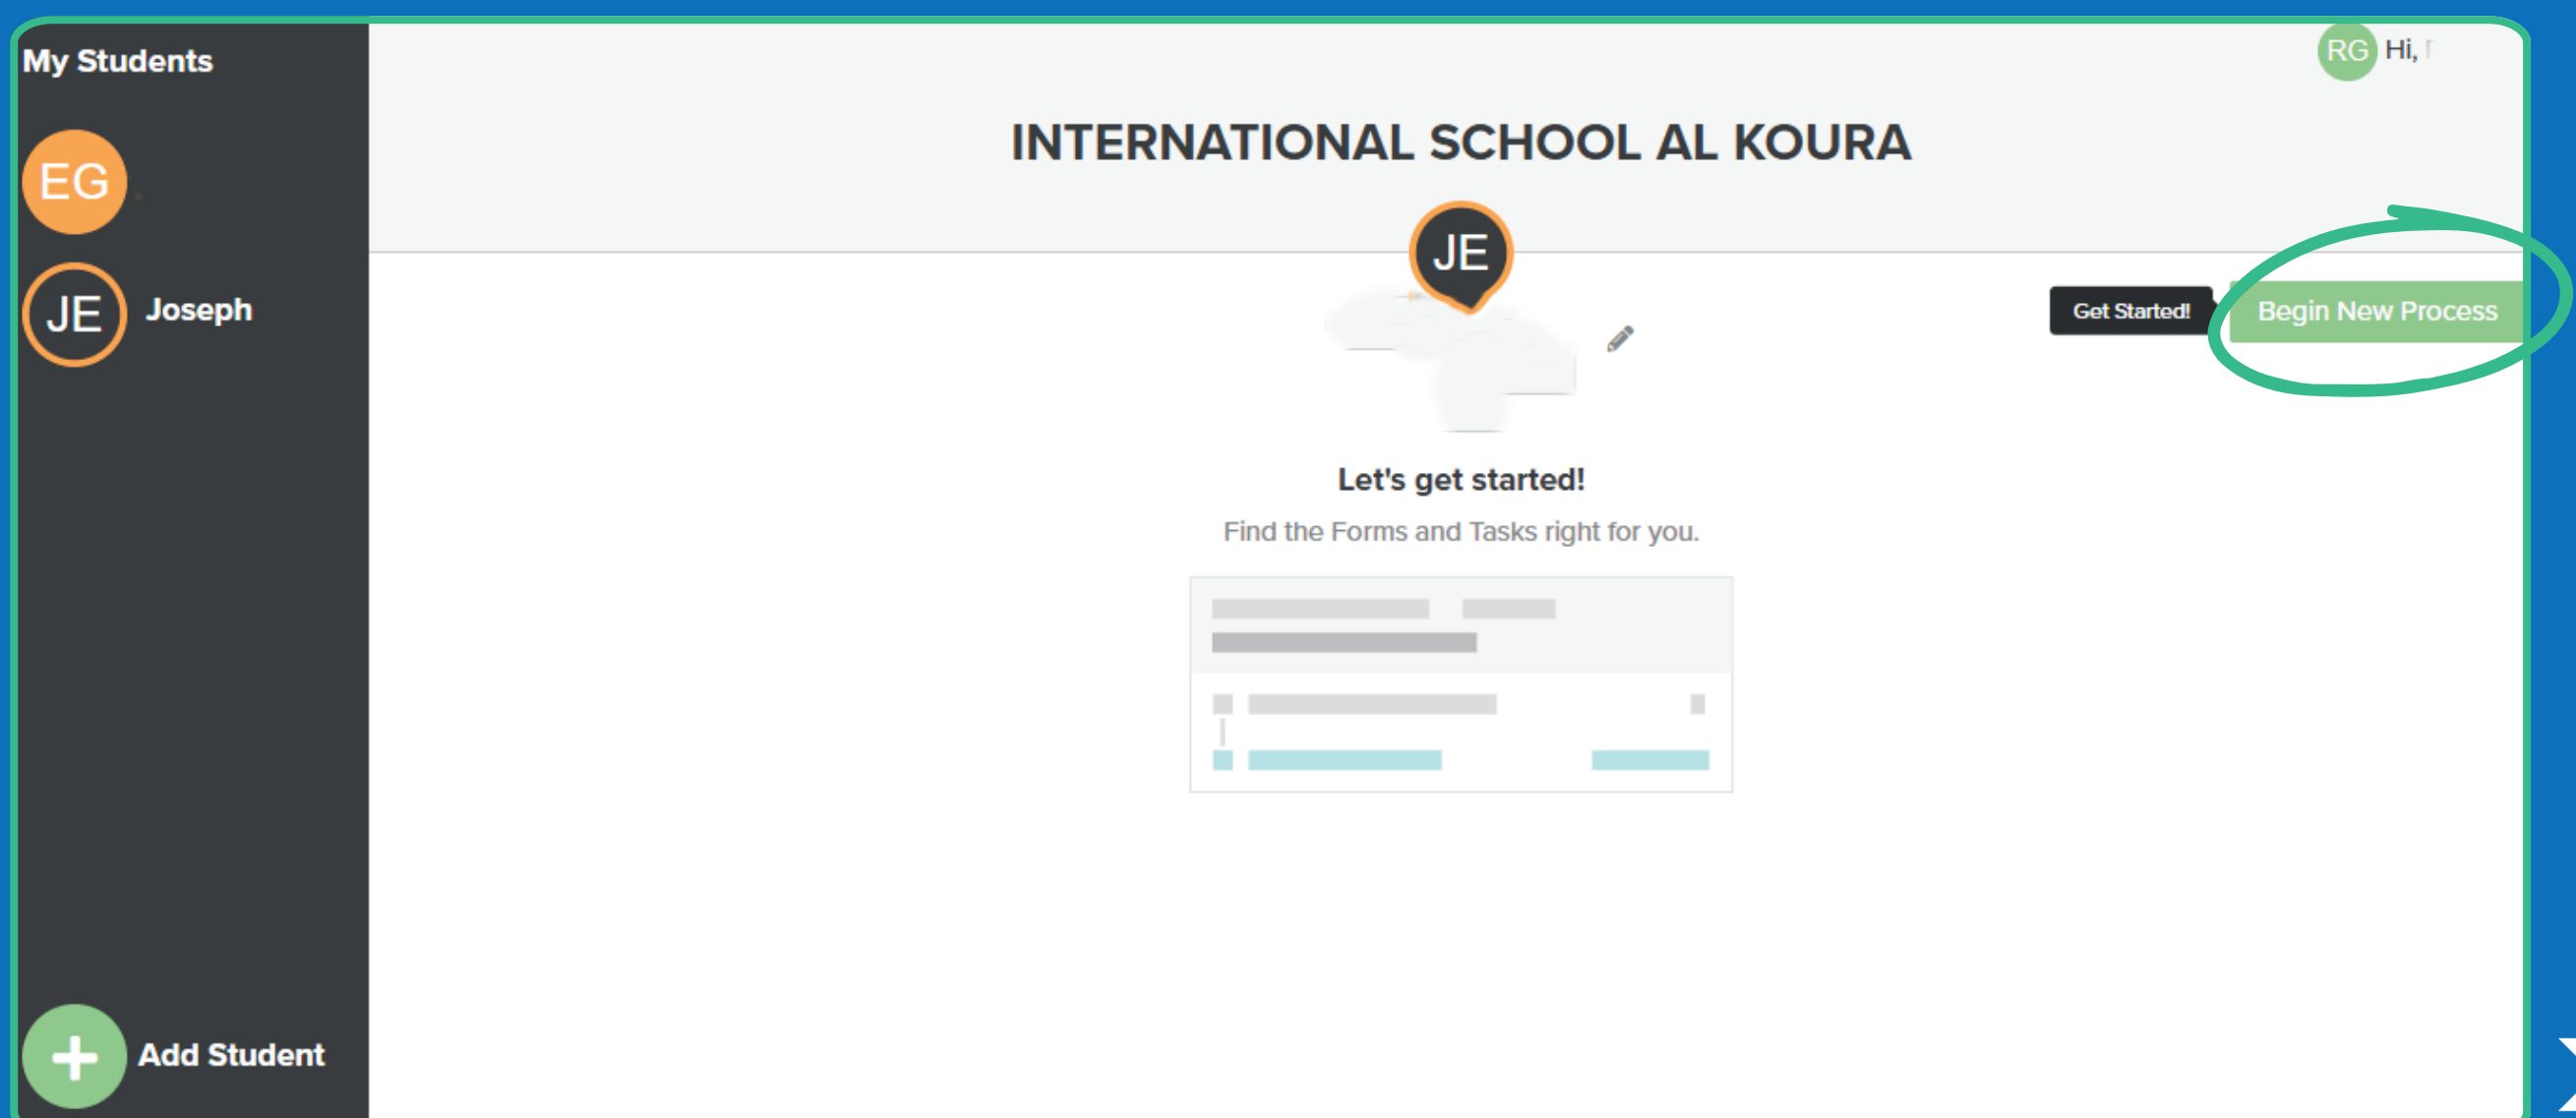 My Students
EG
JE Joseph
Add Student
RG Hi,
INTERNATIONAL SCHOOL AL KOURA
JE
Get Started! Begin New Process
Let's get started!
Find the Forms and Tasks right for you.